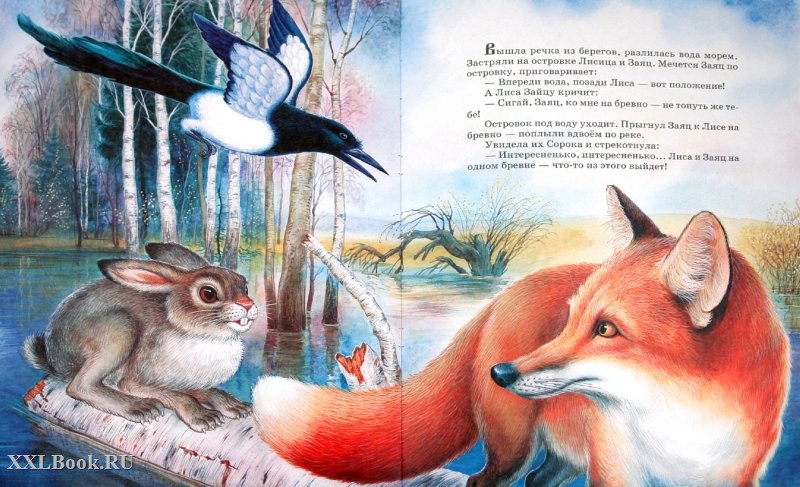 Вышла речка из берегов, разлилась вода морем.
Застряли на островке Лисица и Заяц. Мечется Заяц по
островку, приговаривает:
— Впереди вода, позади Лиса — вот положение!
А Лиса Зайцу кричит:
— Сигай, Заяц, ко мне на бревно — не тонуть же те-
бе!
Островок под воду уходит. Прыгнул Заяц к Лисе на
бревно — поплыли вдвоём по реке.
Увидела их Сорока и стрекотнула:
— Интересненько, интересненько... Лиса и Заяц на
одном бревне — что-то из этого выйдет!
XXLBook.RU